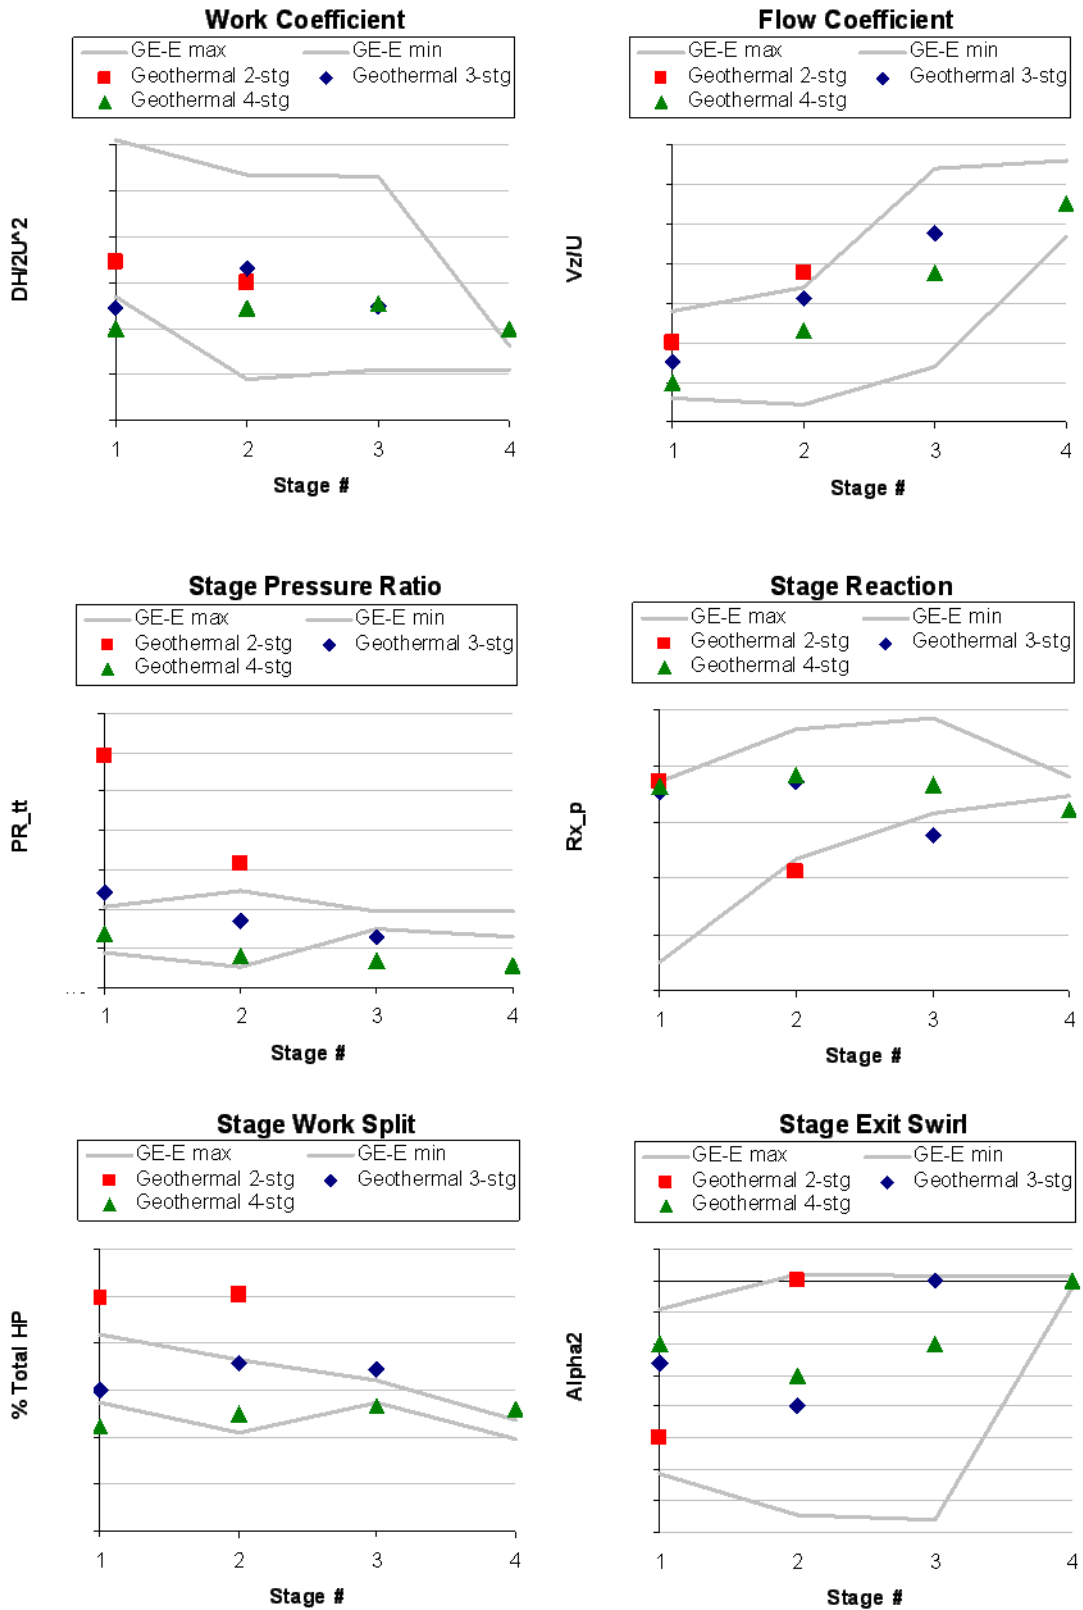 Work Coefficient
GE-E max GE-E min
Geothermal 2-stg Geothermal 3-stg
Geothermal 4-stg
DH/2U^2
1 2 3 4
Stage #
Flow Coefficient
GE-E max GE-E min
Geothermal 2-stg Geothermal 3-stg
Geothermal 4-stg
Vz/U
1 2 3 4
Stage #
Stage Pressure Ratio
GE-E max GE-E min
Geothermal 2-stg Geothermal 3-stg
Geothermal 4-stg
PR_tt
1 2 3 4
Stage #
Stage Reaction
GE-E max GE-E min
Geothermal 2-stg Geothermal 3-stg
Geothermal 4-stg
Rx_p
1 2 3 4
Stage #
Stage Work Split
GE-E max GE-E min
Geothermal 2-stg Geothermal 3-stg
Geothermal 4-stg
% Total HP
1 2 3 4
Stage #
Stage Exit Swirl
GE-E max GE-E min
Geothermal 2-stg Geothermal 3-stg
Geothermal 4-stg
Alpha2
1 2 3 4
Stage #